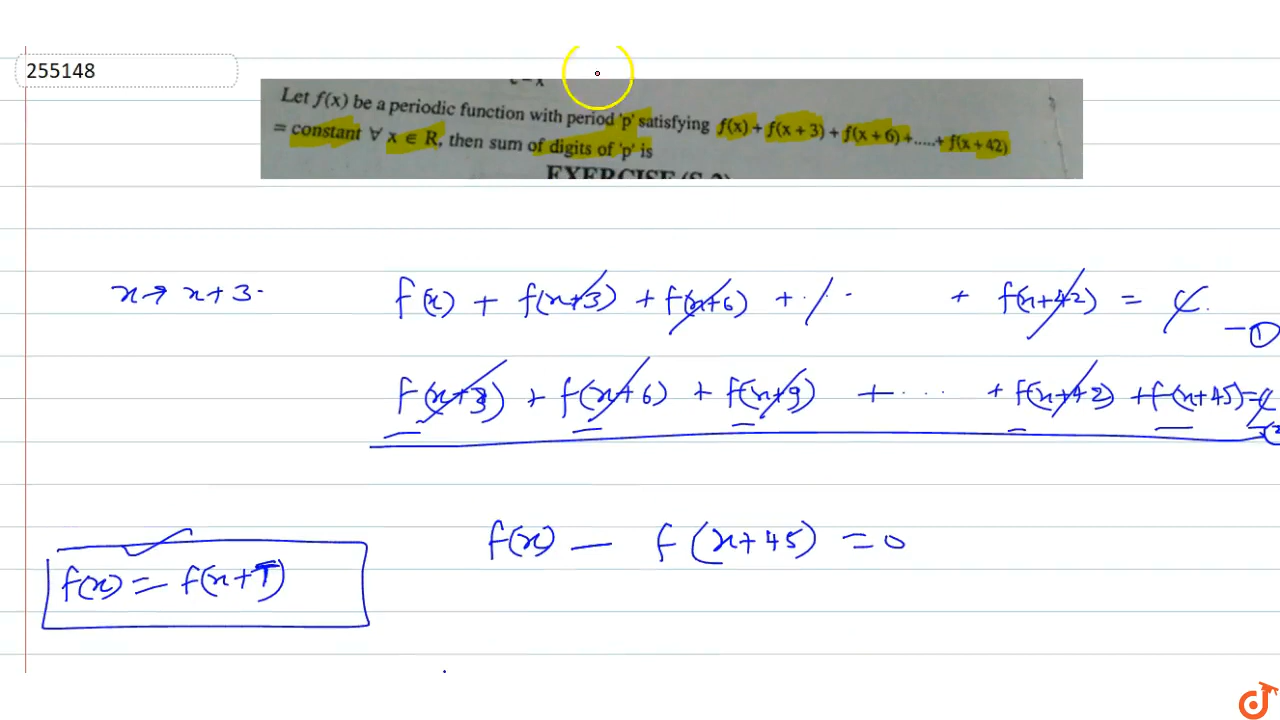 255148
Let f(x) be a periodic function with period 'p' satisfying f(x) + f(x + 3) + f(x + 6) +.....+ f(x + 42)
= constant ∀ x ∈ R, then sum of digits of 'p' is
x → x + 3.
f(x) + f(x+3) + f(x+6) + ... + f(x+42) = C. —①
f(x+3) + f(x+6) + f(x+9) + ... + f(x+42) + f(x+45) = C
f(x) — f(x+45) = 0
f(x) = f(x+T)